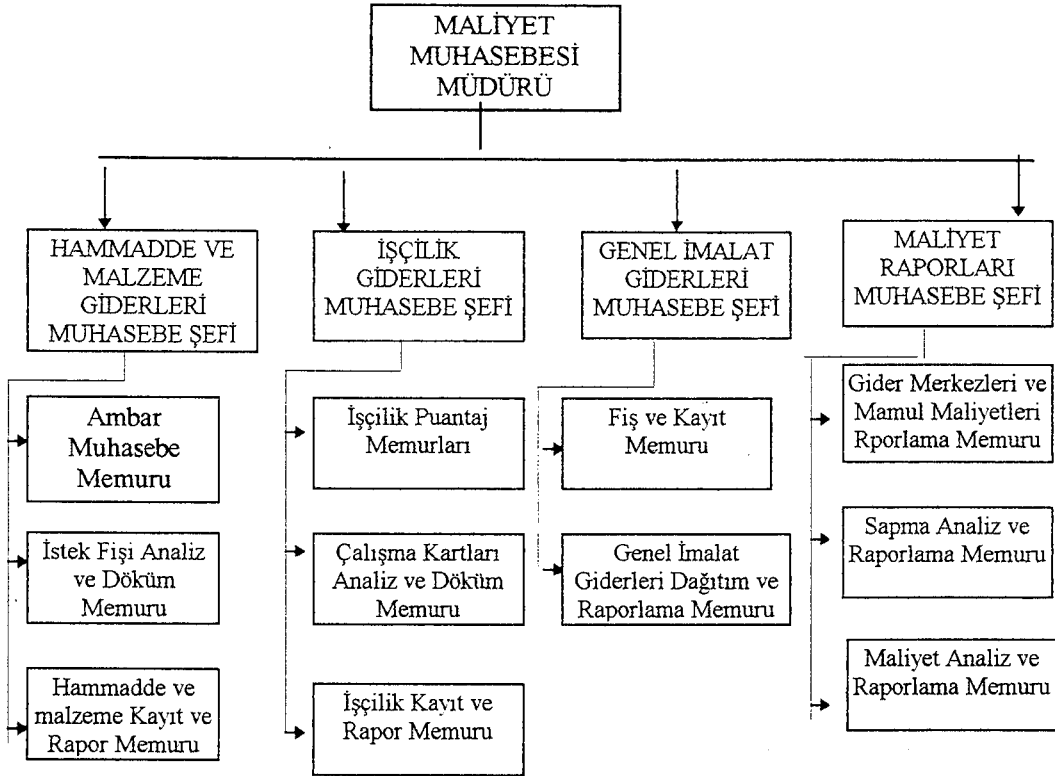 MALİYET
MUHASEBESİ
MÜDÜRÜ
HAMMADDE VE
MALZEME
GİDERLERİ
MUHASEBE ŞEFİ
İŞÇİLİK
GİDERLERİ
MUHASEBE ŞEFİ
GENEL İMALAT
GİDERLERİ
MUHASEBE ŞEFİ
MALİYET
RAPORLARI
MUHASEBE ŞEFİ
Ambar
Muhasebe
Memuru
İstek Fişi Analiz
ve Döküm
Memuru
Hammadde ve
malzeme Kayıt ve
Rapor Memuru
İşçilik Puantaj
Memurları
Çalışma Kartları
Analiz ve Döküm
Memuru
İşçilik Kayıt ve
Rapor Memuru
Fiş ve Kayıt
Memuru
Genel İmalat
Giderleri Dağıtım ve
Raporlama Memuru
Gider Merkezleri ve
Mamul Maliyetleri
Rporlama Memuru
Sapma Analiz ve
Raporlama Memuru
Maliyet Analiz ve
Raporlama Memuru